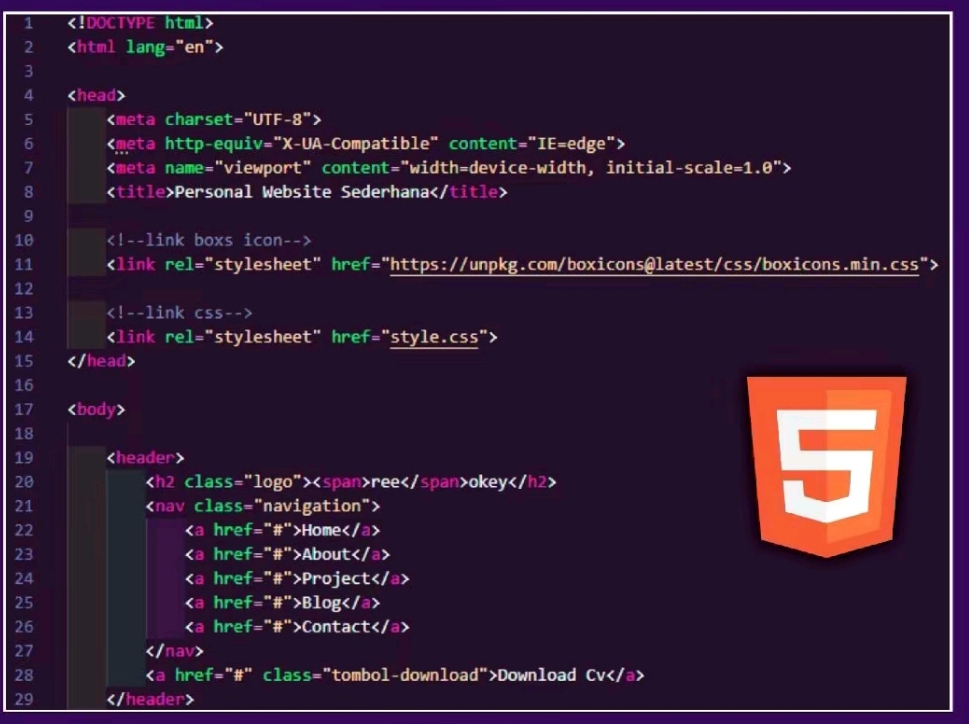 1 <!DOCTYPE html>
2 <html lang="en">
3
4 <head>
5 <meta charset="UTF-8">
6 <meta http-equiv="X-UA-Compatible" content="IE=edge">
7 <meta name="viewport" content="width=device-width, initial-scale=1.0">
8 <title>Personal Website Sederhana</title>
9
10 <!--link boxs icon-->
11 <link rel="stylesheet" href="https://unpkg.com/boxicons@latest/css/boxicons.min.css">
12
13 <!--link css-->
14 <link rel="stylesheet" href="style.css">
15 </head>
16
17 <body>
18
19 <header>
20 <h2 class="logo"><span>ree</span>okey</h2>
21 <nav class="navigation">
22 <a href="#">Home</a>
23 <a href="#">About</a>
24 <a href="#">Project</a>
25 <a href="#">Blog</a>
26 <a href="#">Contact</a>
27 </nav>
28 <a href="#" class="tombol-download">Download Cv</a>
29 </header>
5